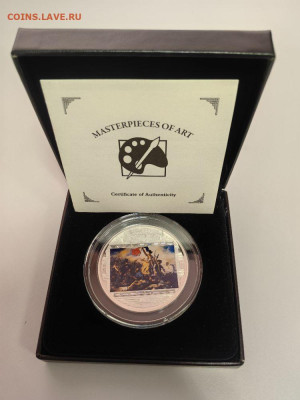 COINS.LAVE.RU
MASTERPIECES OF ART
Certificate of Authenticity